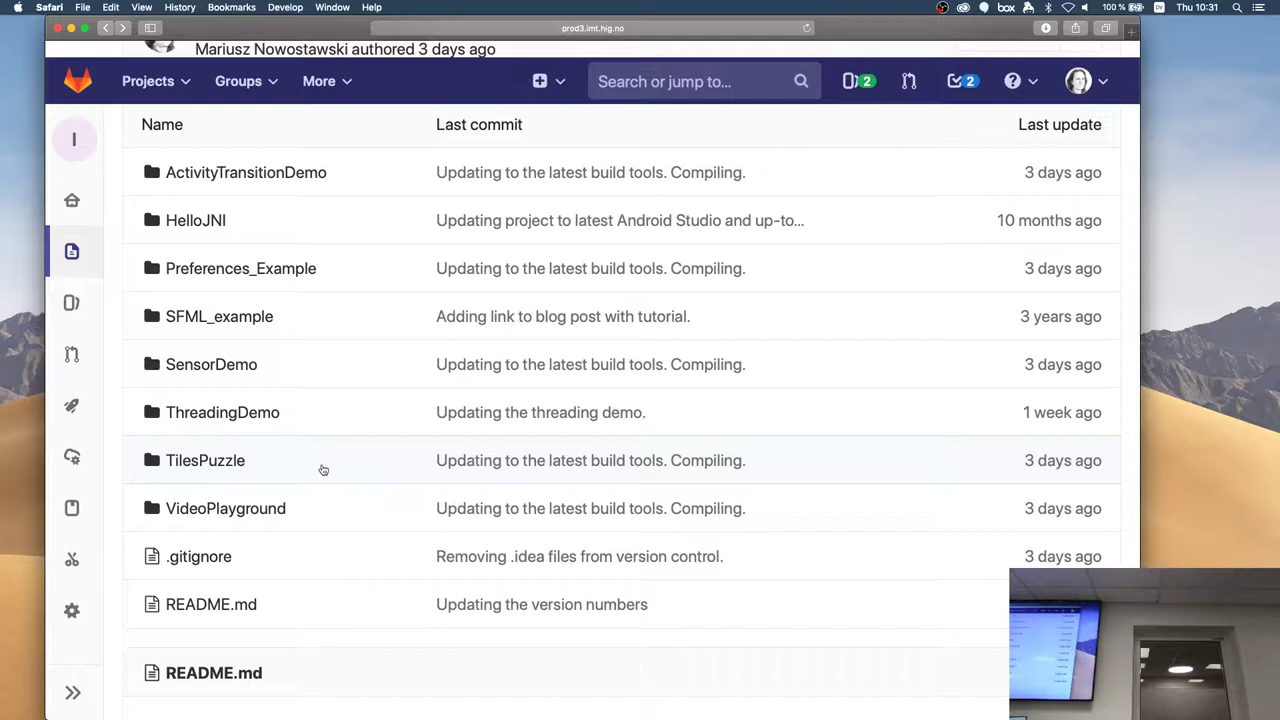 Safari File Edit View History Bookmarks Develop Window Help box 100 % DV Thu 10:31
prod3.imt.hig.no
Mariusz Nowostawski authored 3 days ago
Projects Groups More Search or jump to... 2 2
I
Name Last commit Last update
ActivityTransitionDemo Updating to the latest build tools. Compiling. 3 days ago
HelloJNI Updating project to latest Android Studio and up-to... 10 months ago
Preferences_Example Updating to the latest build tools. Compiling. 3 days ago
SFML_example Adding link to blog post with tutorial. 3 years ago
SensorDemo Updating to the latest build tools. Compiling. 3 days ago
ThreadingDemo Updating the threading demo. 1 week ago
TilesPuzzle Updating to the latest build tools. Compiling. 3 days ago
VideoPlayground Updating to the latest build tools. Compiling. 3 days ago
.gitignore Removing .idea files from version control. 3 days ago
README.md Updating the version numbers
README.md